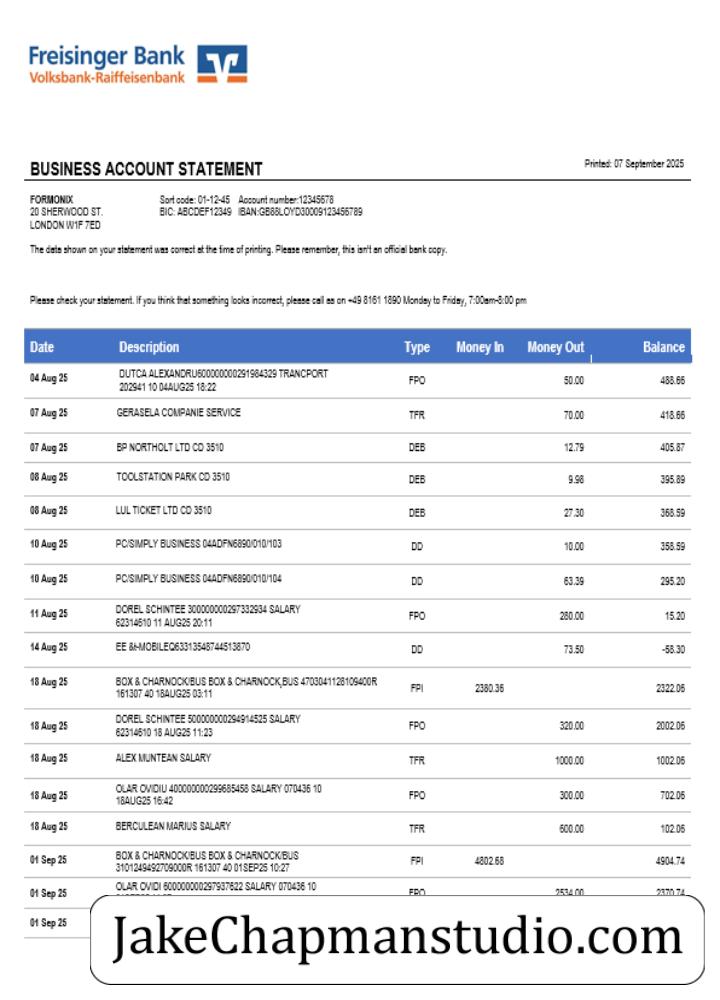 Freisinger Bank
Volksbank-Raiffeisenbank
BUSINESS ACCOUNT STATEMENT
Printed: 07 September 2025
FORMONIX
20 SHERWOOD ST.
LONDON W1F 7ED
Sort code: 01-12-45 Account number:12345678
BIC: ABCDEF12349 IBAN:GB88LOYD30009123456789
The data shown on your statement was correct at the time of printing. Please remember, this isn't an official bank copy.
Please check your statement. If you think that something looks incorrect, please call as on +49 8161 1890 Monday to Friday, 7:00am-8:00 pm
Date Description Type Money In Money Out Balance
04 Aug 25 DUTCA ALEXANDRU600000000291984329 TRANCPORT
202941 10 04AUG25 18:22 FPO 50.00 488.66
07 Aug 25 GERASELA COMPANIE SERVICE TFR 70.00 418.66
07 Aug 25 BP NORTHOLT LTD CD 3510 DEB 12.79 405.87
08 Aug 25 TOOLSTATION PARK CD 3510 DEB 9.98 395.89
08 Aug 25 LUL TICKET LTD CD 3510 DEB 27.30 368.59
10 Aug 25 PC/SIMPLY BUSINESS 04ADFN6890/010/103 DD 10.00 358.59
10 Aug 25 PC/SIMPLY BUSINESS 04ADFN6890/010/104 DD 63.39 295.20
11 Aug 25 DOREL SCHINTEE 300000000297332934 SALARY
62314610 11 AUG25 20:11 FPO 280.00 15.20
14 Aug 25 EE &t-MOBILEQ63313548744513870 DD 73.50 -58.30
18 Aug 25 BOX & CHARNOCK/BUS BOX & CHARNOCK,BUS 4703041128109400R
161307 40 18AUG25 03:11 FPI 2380.36 2322.06
18 Aug 25 DOREL SCHINTEE 500000000294914525 SALARY
62314610 18 AUG25 11:23 FPO 320.00 2002.06
18 Aug 25 ALEX MUNTEAN SALARY TFR 1000.00 1002.06
18 Aug 25 OLAR OVIDIU 400000000299685458 SALARY 070436 10
18AUG25 16:42 FPO 300.00 702.06
18 Aug 25 BERCULEAN MARIUS SALARY TFR 600.00 102.06
01 Sep 25 BOX & CHARNOCK/BUS BOX & CHARNOCK/BUS
3101249492709000R 161307 40 01SEP25 10:27 FPI 4802.68 4904.74
01 Sep 25 OLAR OVIDI 600000000297937622 SALARY 070436 10
FPO 2534.00 2370.74
01 Sep 25
JakeChapmanstudio.com